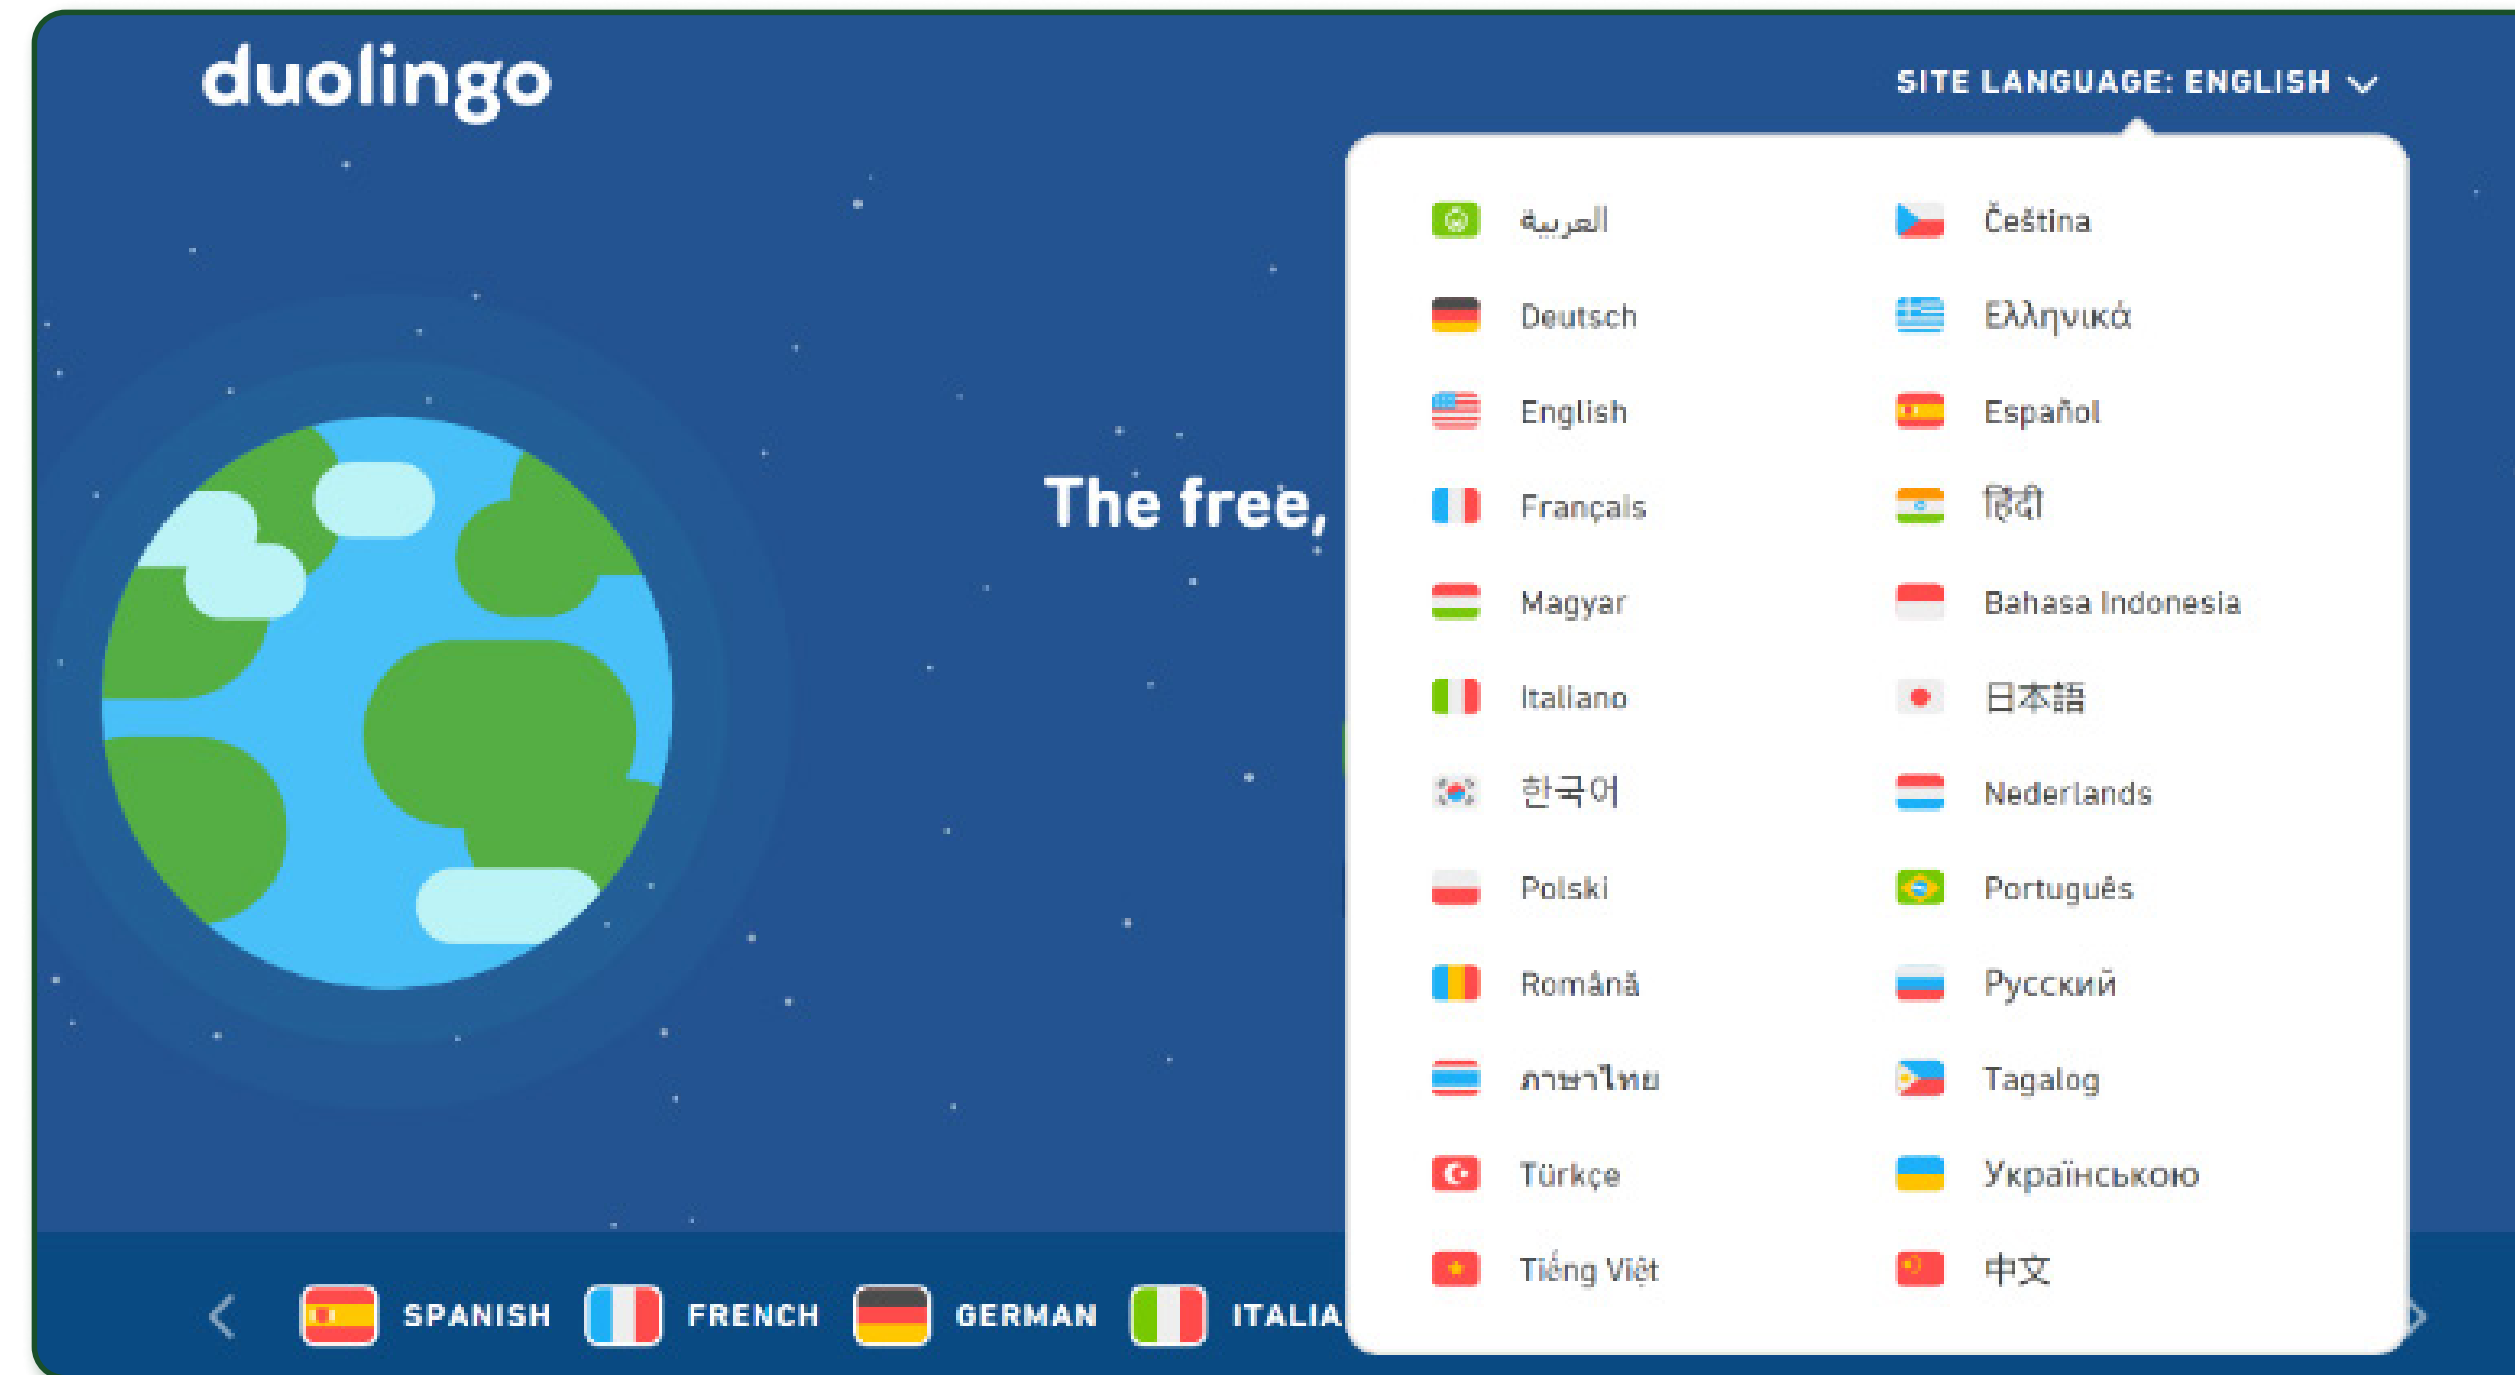 duolingo
SITE LANGUAGE: ENGLISH
العربية
Čeština
Deutsch
Ελληνικά
English
Español
Français
हिंदी
Magyar
Bahasa Indonesia
Italiano
日本語
한국어
Nederlands
Polski
Português
Română
Русский
ภาษาไทย
Tagalog
Türkçe
Українською
Tiếng Việt
中文
The free,
SPANISH
FRENCH
GERMAN
ITALIA